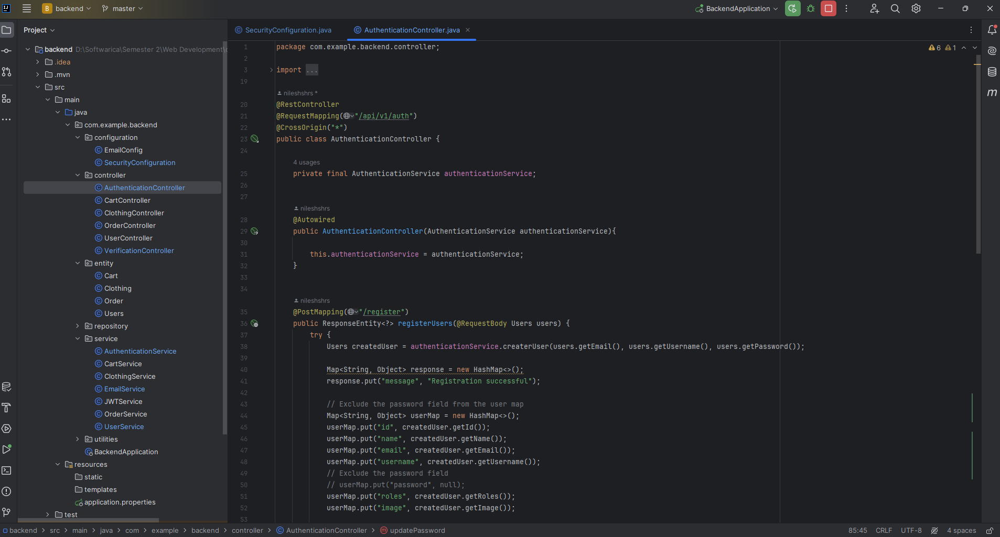 B backend master
BackendApplication
Project
backend D:\Softwarica\Semester 2\Web Development\
.idea
.mvn
src
main
java
com.example.backend
configuration
EmailConfig
SecurityConfiguration
controller
AuthenticationController
CartController
ClothingController
OrderController
UserController
VerificationController
entity
Cart
Clothing
Order
Users
repository
service
AuthenticationService
CartService
ClothingService
EmailService
JWTService
OrderService
UserService
utilities
BackendApplication
resources
static
templates
application.properties
test
SecurityConfiguration.java AuthenticationController.java
6 1
1 package com.example.backend.controller;
2
3 import ...
19
nileshshrs *
20 @RestController
21 @RequestMapping("/api/v1/auth")
22 @CrossOrigin("*")
23 public class AuthenticationController {
24
4 usages
25 private final AuthenticationService authenticationService;
26
27
nileshshrs
28 @Autowired
29 public AuthenticationController(AuthenticationService authenticationService){
30
31 this.authenticationService = authenticationService;
32 }
33
34
nileshshrs
35 @PostMapping("/register")
36 public ResponseEntity<?> registerUsers(@RequestBody Users users) {
37 try {
38 Users createdUser = authenticationService.createrUser(users.getEmail(), users.getUsername(), users.getPassword());
39
40 Map<String, Object> response = new HashMap<>();
41 response.put("message", "Registration successful");
42
43 // Exclude the password field from the user map
44 Map<String, Object> userMap = new HashMap<>();
45 userMap.put("id", createdUser.getId());
46 userMap.put("name", createdUser.getName());
47 userMap.put("email", createdUser.getEmail());
48 userMap.put("username", createdUser.getUsername());
49 // Exclude the password field
50 // userMap.put("password", null);
51 userMap.put("roles", createdUser.getRoles());
52 userMap.put("image", createdUser.getImage());
53
backend > src > main > java > com > example > backend > controller > AuthenticationController > updatePassword
85:45 CRLF UTF-8 4 spaces